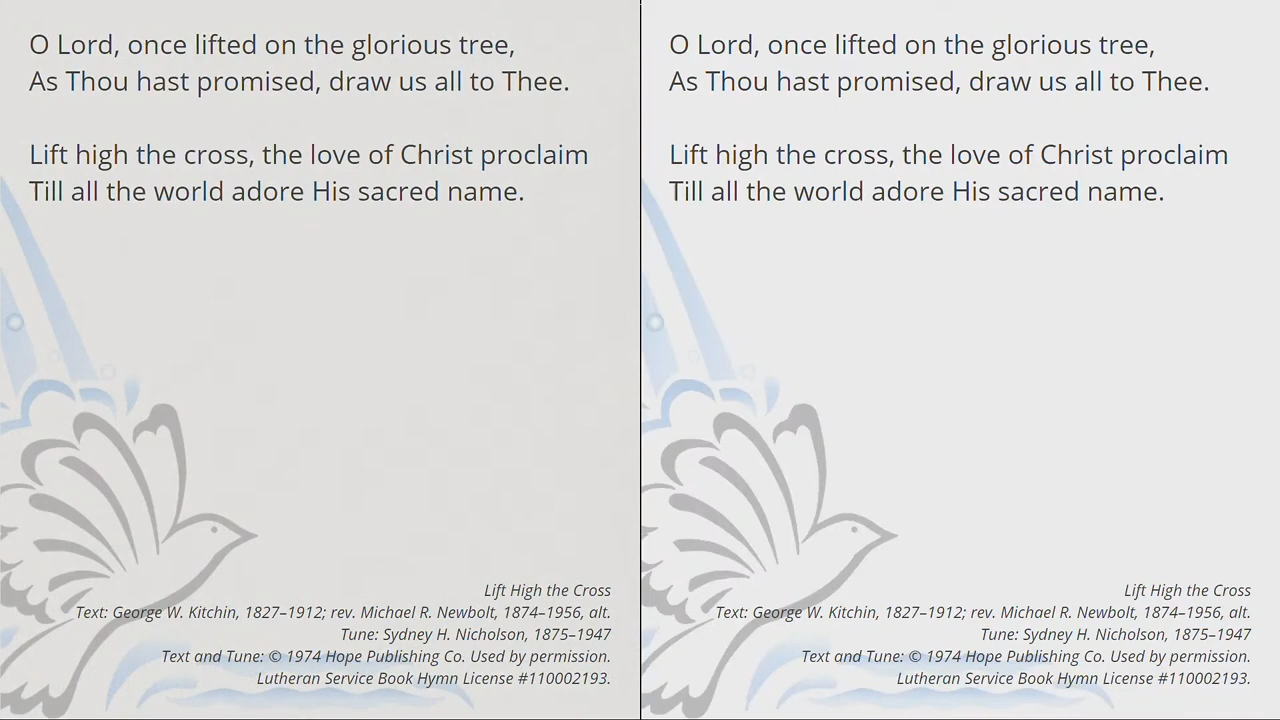 O Lord, once lifted on the glorious tree,
As Thou hast promised, draw us all to Thee.
Lift high the cross, the love of Christ proclaim
Till all the world adore His sacred name.
Lift High the Cross
Text: George W. Kitchin, 1827–1912; rev. Michael R. Newbolt, 1874–1956, alt.
Tune: Sydney H. Nicholson, 1875–1947
Text and Tune: © 1974 Hope Publishing Co. Used by permission.
Lutheran Service Book Hymn License #110002193.
O Lord, once lifted on the glorious tree,
As Thou hast promised, draw us all to Thee.
Lift high the cross, the love of Christ proclaim
Till all the world adore His sacred name.
Lift High the Cross
Text: George W. Kitchin, 1827–1912; rev. Michael R. Newbolt, 1874–1956, alt.
Tune: Sydney H. Nicholson, 1875–1947
Text and Tune: © 1974 Hope Publishing Co. Used by permission.
Lutheran Service Book Hymn License #110002193.